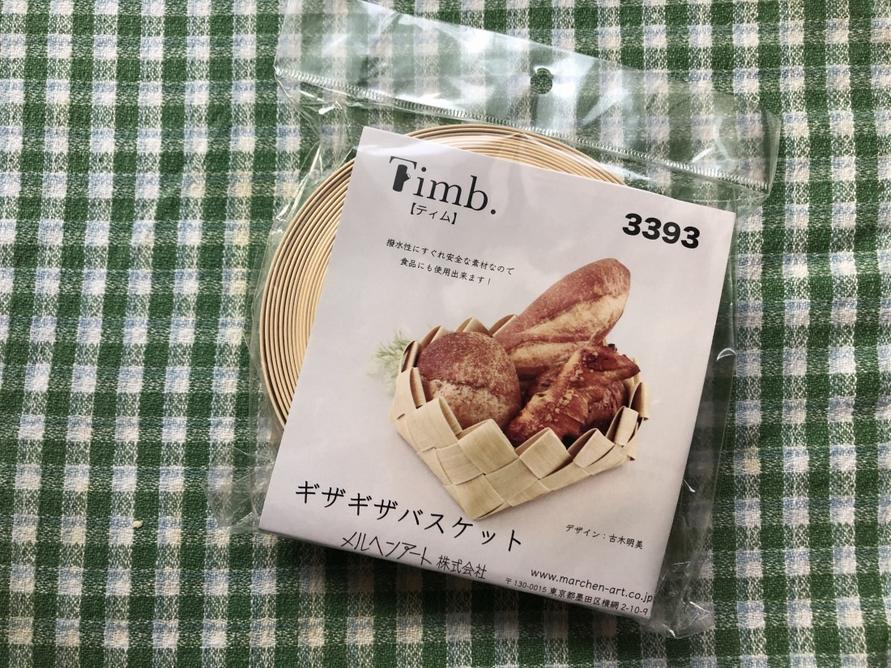 Timb.
【ティム】
3393
撥水性にすぐれ安全な素材なので
食品にも使用出来ます！
ギザギザバスケット
デザイン：古木明美
メルヘンアート 株式会社
www.marchen-art.co.jp
〒130-0015 東京都墨田区横網 2-10-9